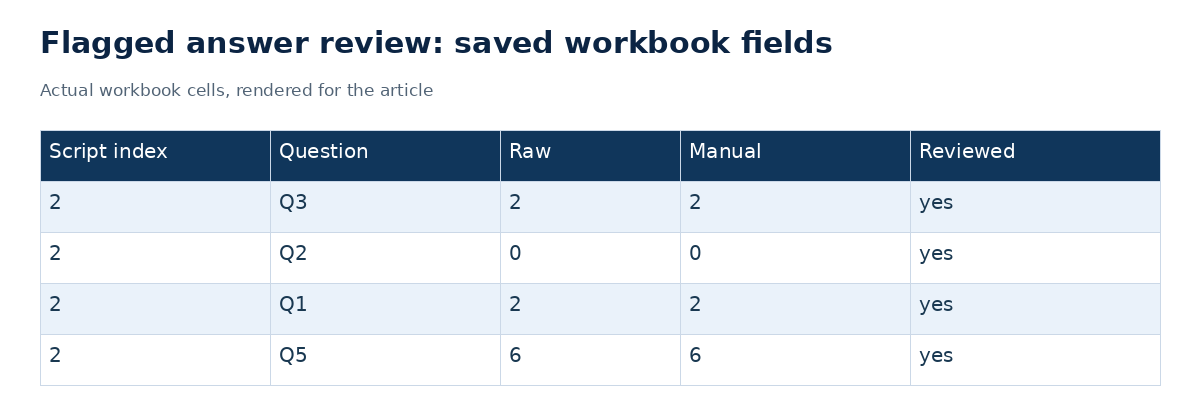 Flagged answer review: saved workbook fields
Actual workbook cells, rendered for the article
Script index Question Raw Manual Reviewed
2 Q3 2 2 yes
2 Q2 0 0 yes
2 Q1 2 2 yes
2 Q5 6 6 yes